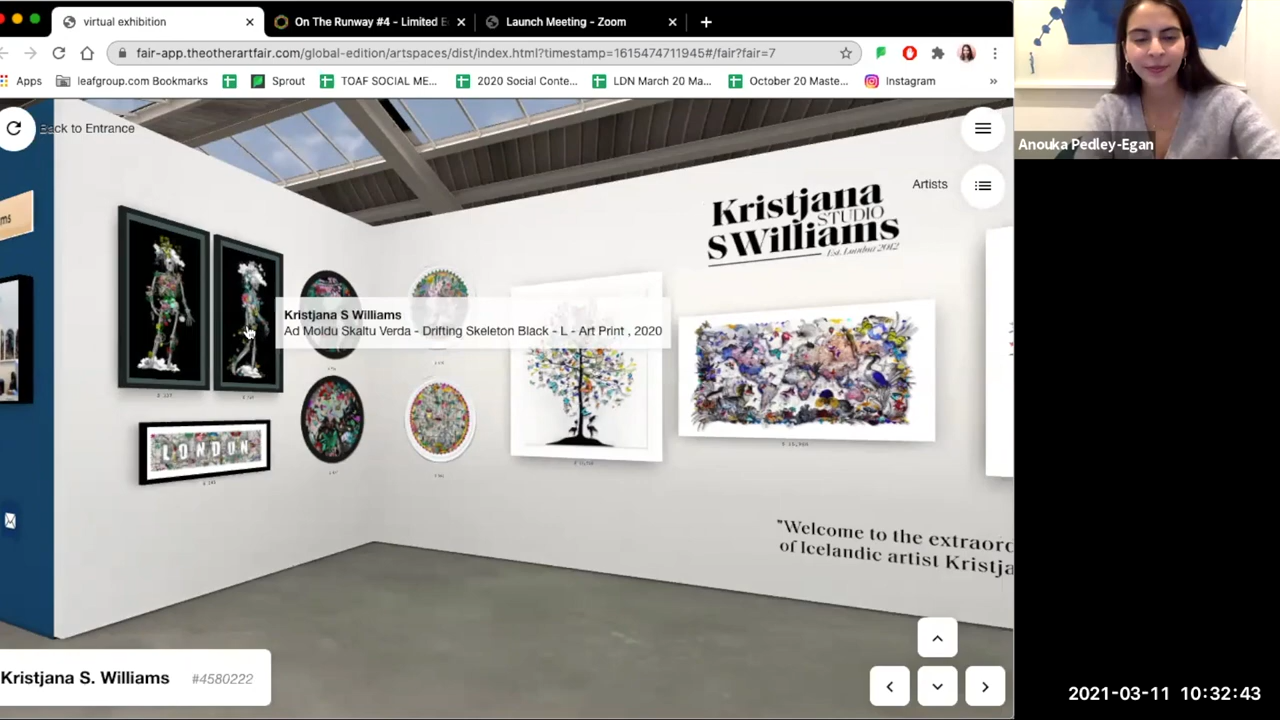 virtual exhibition
On The Runway #4 - Limited E
Launch Meeting - Zoom
fair-app.theotherartfair.com/global-edition/artspaces/dist/index.html?timestamp=1615474711945#/fair?fair=7
Apps
leafgroup.com Bookmarks
Sprout
TOAF SOCIAL ME...
2020 Social Conte...
LDN March 20 Ma...
October 20 Maste...
Instagram
»
Back to Entrance
Artists
ms
Kristjana
STUDIO
S Williams
Est. London 2012
Kristjana S Williams
Ad Moldu Skaltu Verda - Drifting Skeleton Black - L - Art Print , 2020
LONDON
"Welcome to the extraord
of Icelandic artist Kristja
Kristjana S. Williams
#4580222
Anouka Pedley-Egan
2021-03-11 10:32:43